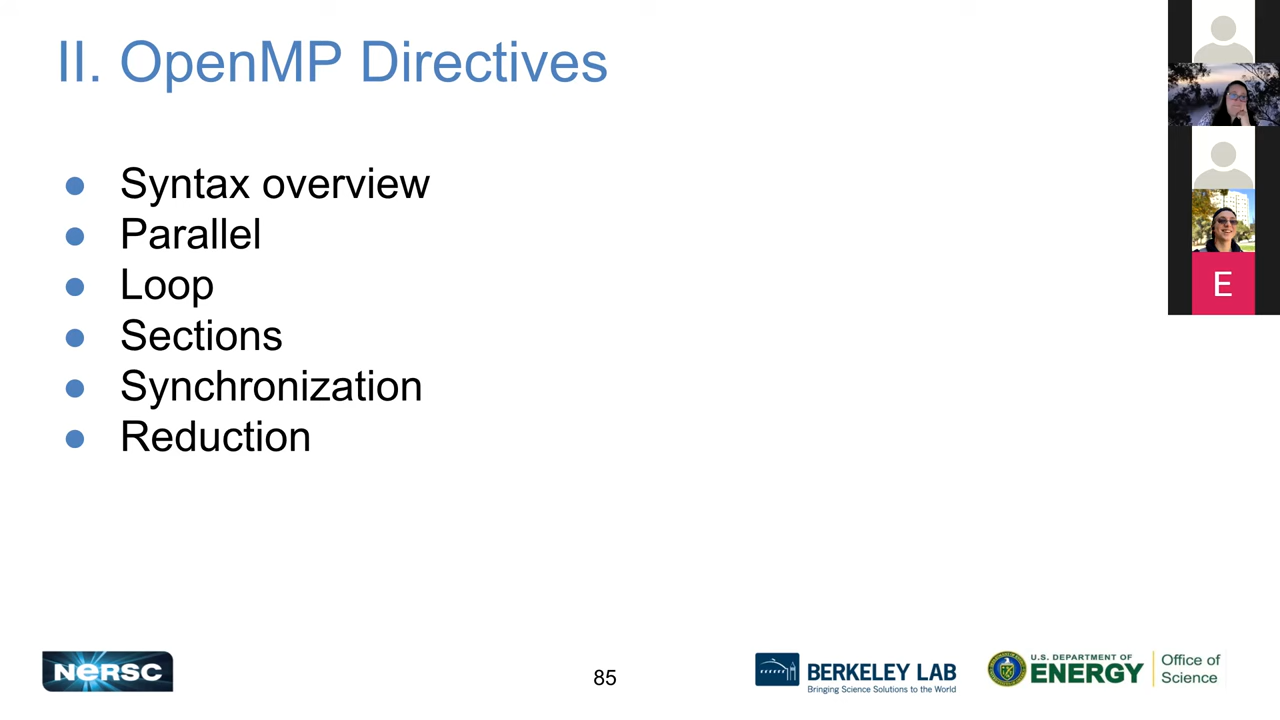 II. OpenMP Directives
● Syntax overview
● Parallel
● Loop
● Sections
● Synchronization
● Reduction
E
NERSC
85
BERKELEY LAB
Bringing Science Solutions to the World
U.S. DEPARTMENT OF
ENERGY
Office of
Science